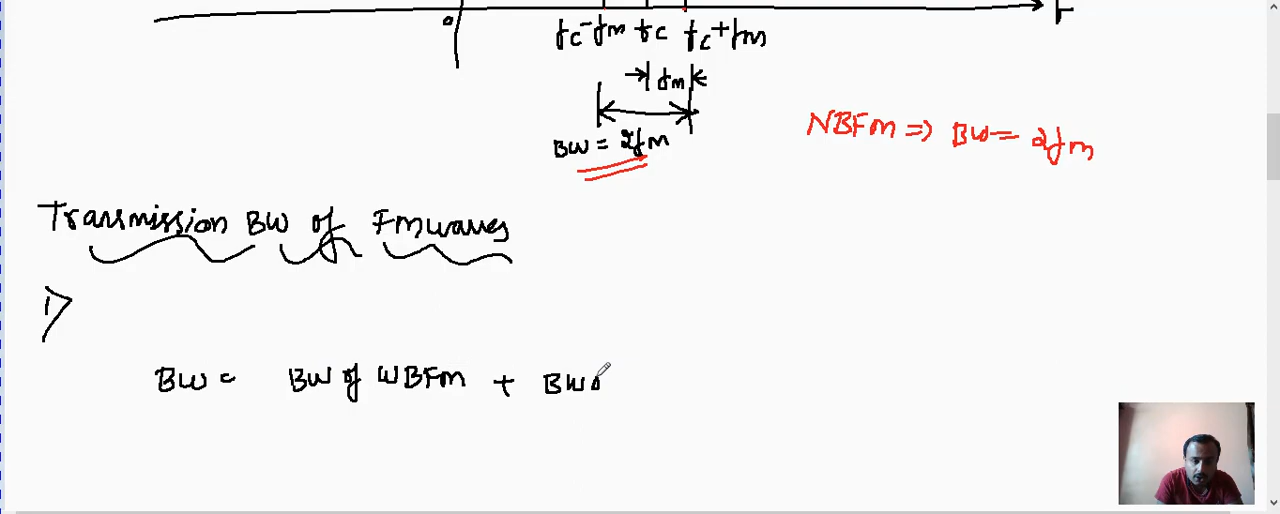 0 f
fc-fm fc fc+fm
fm
BW = 2fm
NBFM => BW = 2fm
Transmission BW of FM waves
1>
BW = BW of WBFM + BW o